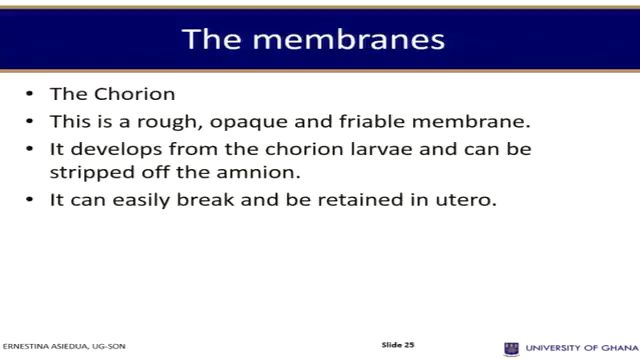 The membranes
• The Chorion
• This is a rough, opaque and friable membrane.
• It develops from the chorion larvae and can be
stripped off the amnion.
• It can easily break and be retained in utero.
ERNESTINA ASIEDUA, UG-SON
Slide 25
UNIVERSITY OF GHANA